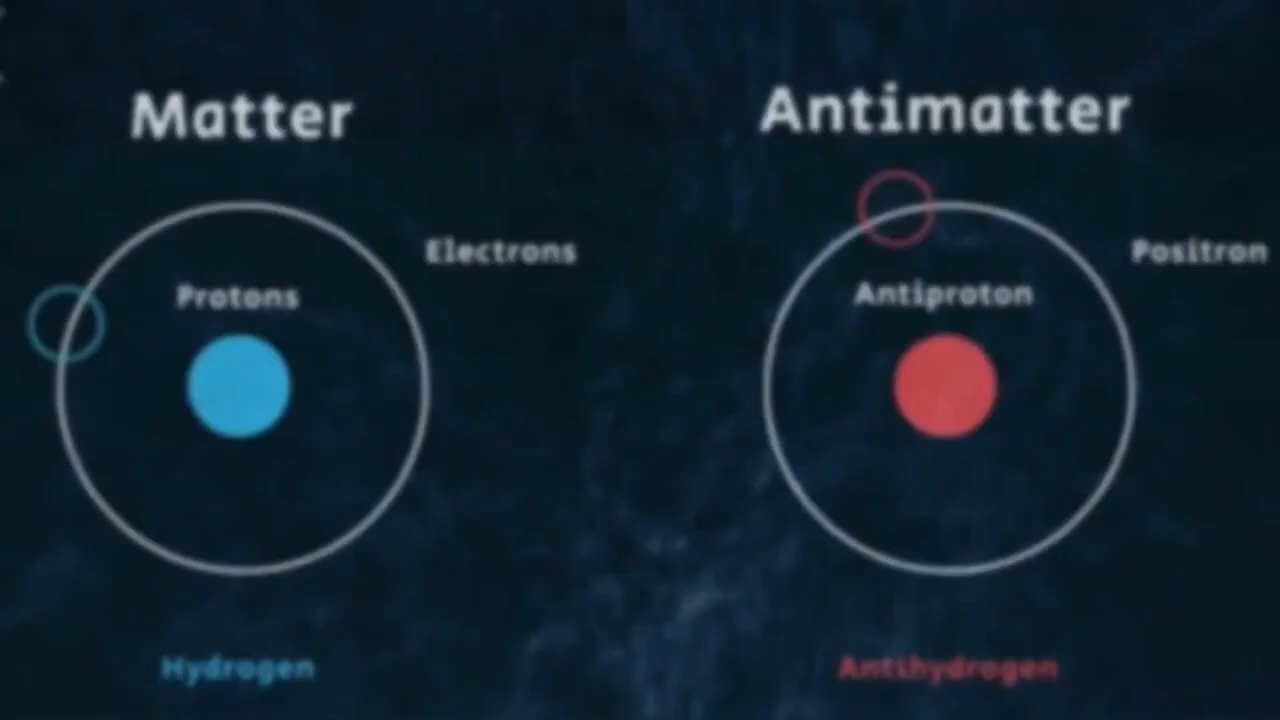 Matter
Antimatter
Electrons
Positron
Protons
Antiproton
Hydrogen
Antihydrogen